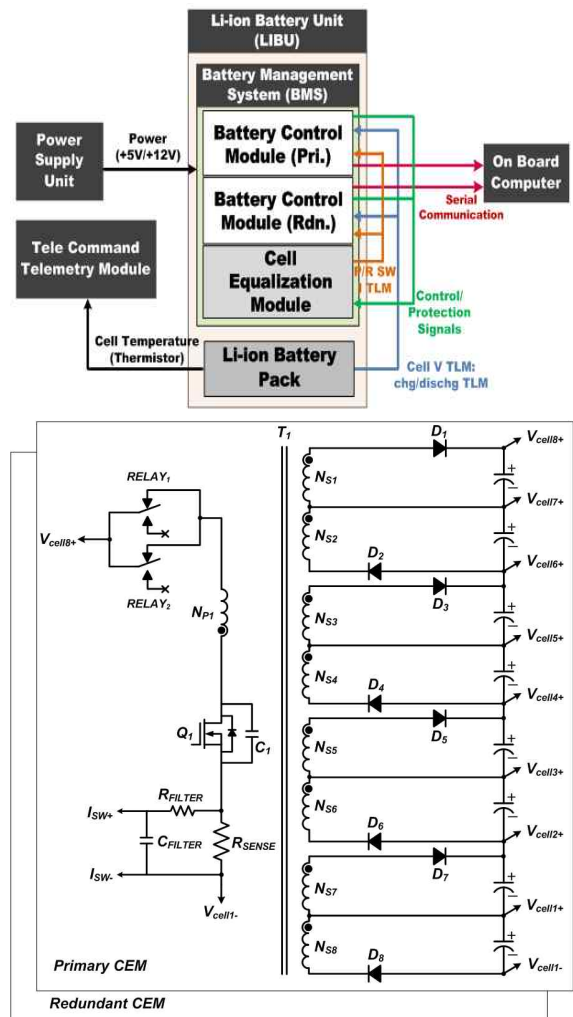 Li-ion Battery Unit
(LIBU)
Battery Management
System (BMS)
Power
Supply
Unit
Power
(+5V/+12V)
Battery Control
Module (Pri.)
On Board
Computer
Battery Control
Module (Rdn.)
Serial
Communication
Tele Command
Telemetry Module
Cell
Equalization
Module
P/R SW
I TLM
Control/
Protection
Signals
Cell Temperature
(Thermistor)
Li-ion Battery
Pack
Cell V TLM:
chg/dischg TLM
T1
D1
Vcell8+
RELAY1
NS1
Vcell7+
Vcell8+
NS2
D2
Vcell6+
RELAY2
D3
NP1
NS3
Vcell5+
NS4
D4
Vcell4+
Q1
C1
D5
NS5
Vcell3+
RFILTER
ISW+
NS6
D6
Vcell2+
CFILTER
RSENSE
D7
ISW-
NS7
Vcell1+
Vcell1-
NS8
D8
Vcell1-
Primary CEM
Redundant CEM